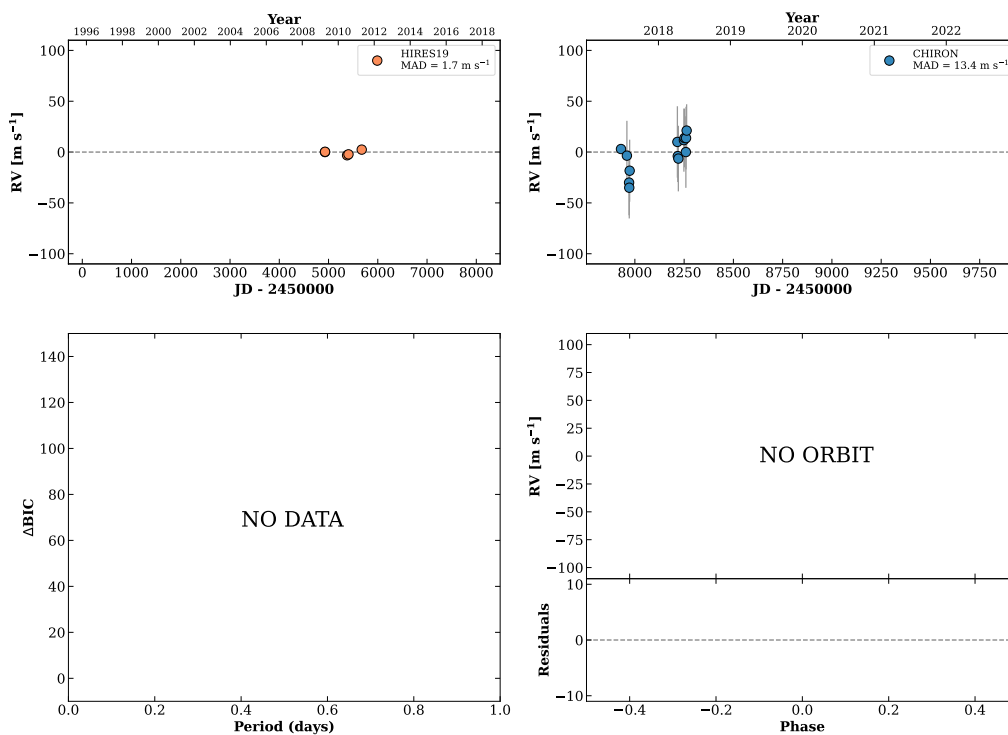 Year
1996 1998 2000 2002 2004 2006 2008 2010 2012 2014 2016 2018
100
50
0
−50
−100
RV [m s⁻¹]
HIRES19
MAD = 1.7 m s⁻¹
0 1000 2000 3000 4000 5000 6000 7000 8000
JD - 2450000
Year
2018 2019 2020 2021 2022
100
50
0
−50
−100
RV [m s⁻¹]
CHIRON
MAD = 13.4 m s⁻¹
8000 8250 8500 8750 9000 9250 9500 9750
JD - 2450000
140
120
100
80
60
40
20
0
ΔBIC
NO DATA
0.0 0.2 0.4 0.6 0.8 1.0
Period (days)
100
75
50
25
0
−25
−50
−75
−100
RV [m s⁻¹]
NO ORBIT
10
0
−10
Residuals
−0.4 −0.2 0.0 0.2 0.4
Phase